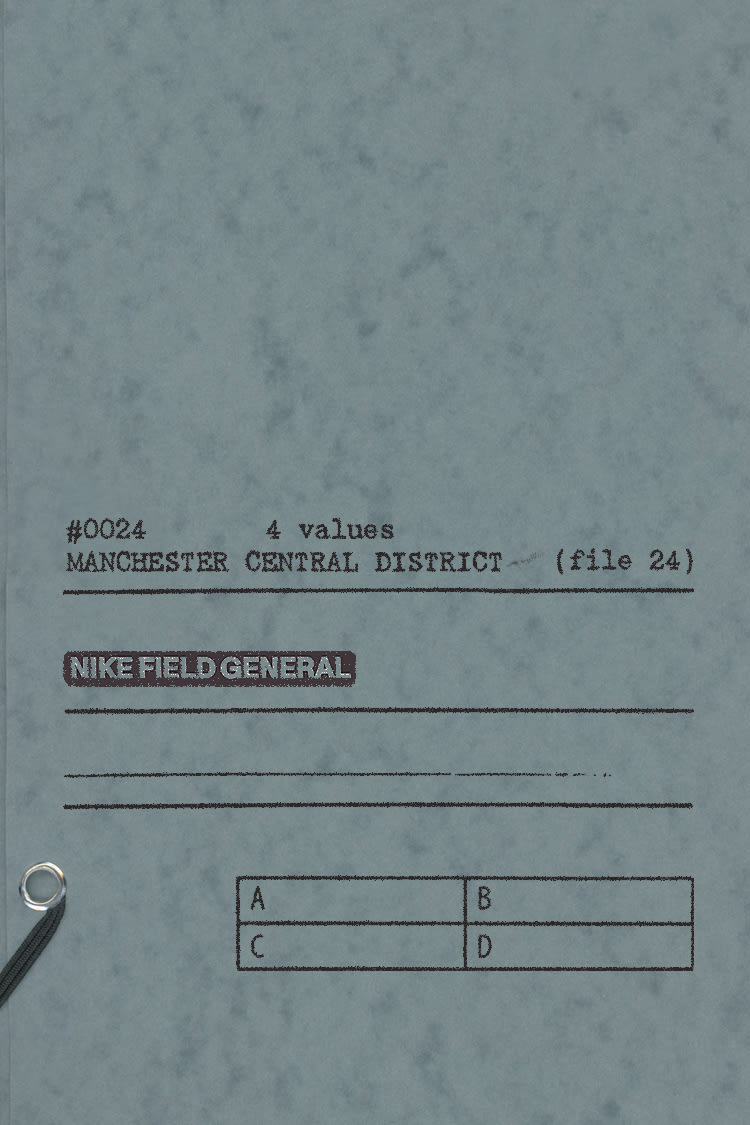 #0024 4 values
MANCHESTER CENTRAL DISTRICT (file 24)
NIKE FIELD GENERAL
A B
C D